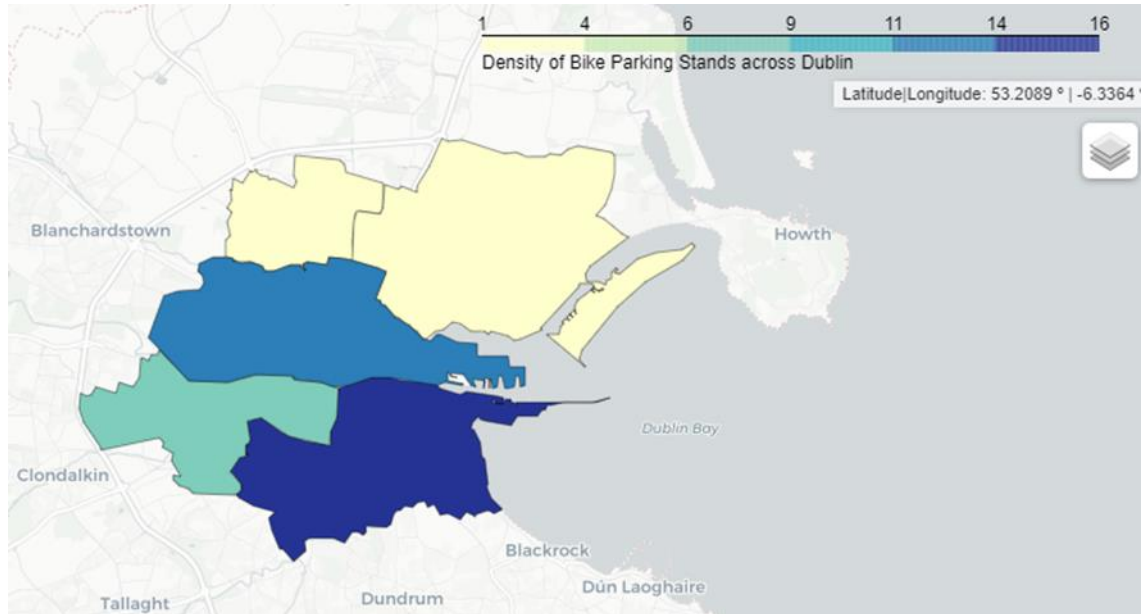 1 4 6 9 11 14 16
Density of Bike Parking Stands across Dublin
Latitude|Longitude: 53.2089 ° | -6.3364 °
Blanchardstown
Howth
Dublin Bay
Clondalkin
Blackrock
Dún Laoghaire
Tallaght
Dundrum